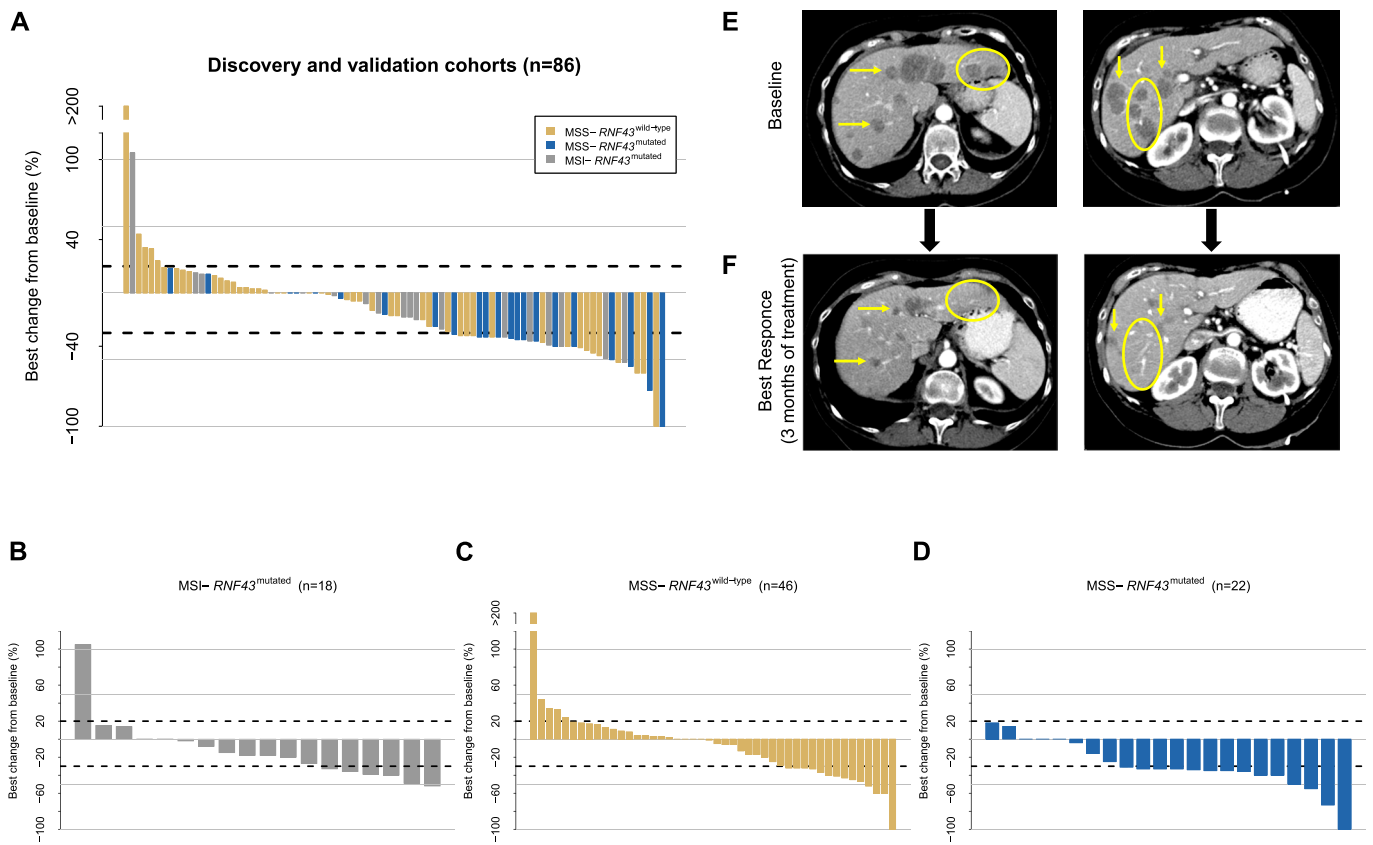 A
Discovery and validation cohorts (n=86)
Best change from baseline (%)
>200
100
40
−40
−100
MSS− RNF43wild−type
MSS− RNF43mutated
MSI− RNF43mutated
E
Baseline
F
Best Responce
(3 months of treatment)
B
MSI− RNF43mutated (n=18)
Best change from baseline (%)
100
60
20
−20
−60
−100
C
MSS− RNF43wild−type (n=46)
Best change from baseline (%)
>200
100
60
20
−20
−60
−100
D
MSS− RNF43mutated (n=22)
Best change from baseline (%)
100
60
20
−20
−60
−100